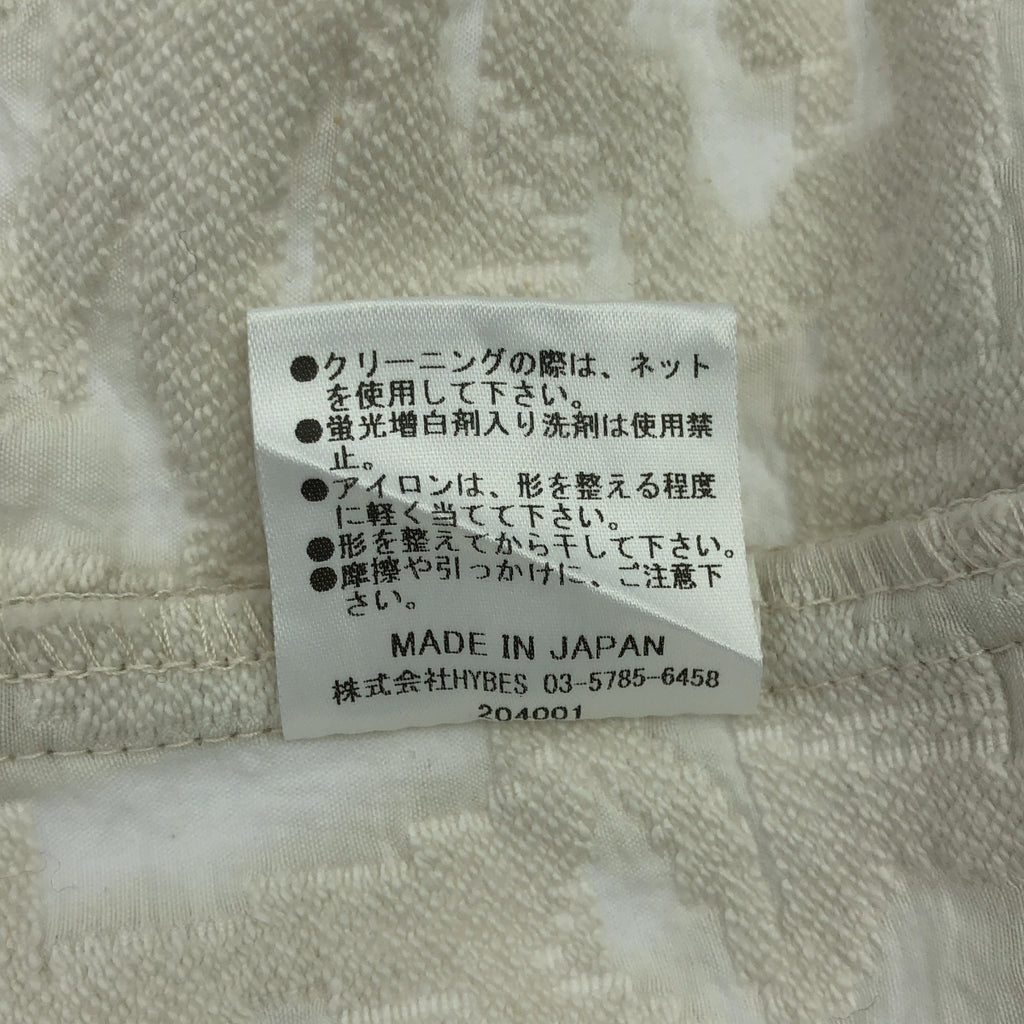 ●クリーニングの際は、ネット
を使用して下さい。
●蛍光増白剤入り洗剤は使用禁
止。
●アイロンは、形を整える程度
に軽く当てて下さい。
●形を整えてから干して下さい。
●摩擦や引っかけに、ご注意下
さい。
MADE IN JAPAN
株式会社HYBES 03-5785-6458
204001